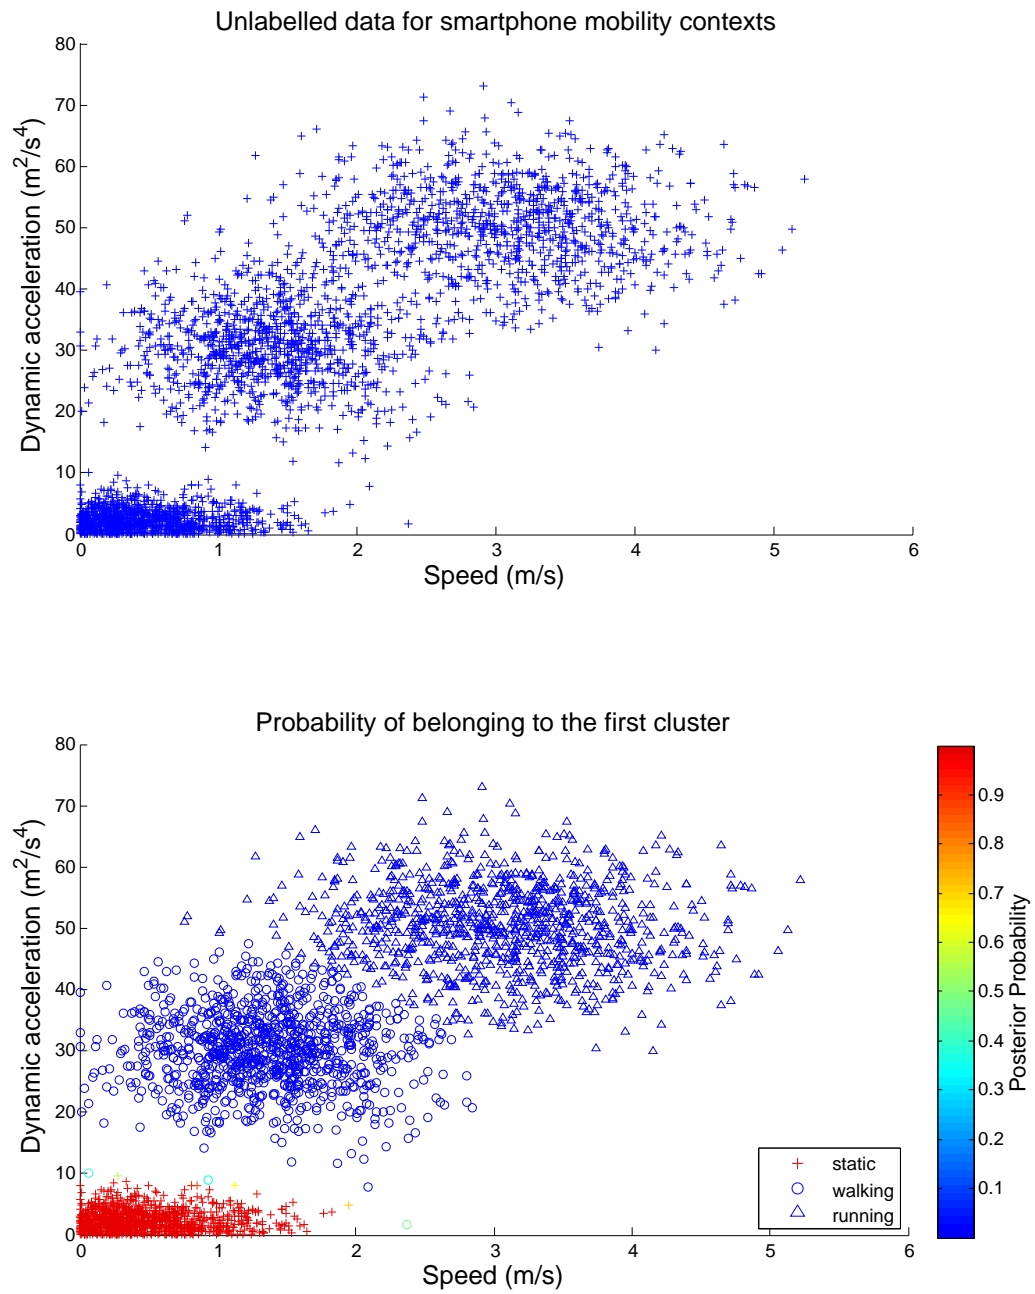 Unlabelled data for smartphone mobility contexts
80
70
60
50
40
30
20
10
0
0 1 2 3 4 5 6
Dynamic acceleration (m²/s⁴)
Speed (m/s)
Probability of belonging to the first cluster
80
70
60
50
40
30
20
10
0
0 1 2 3 4 5 6
Dynamic acceleration (m²/s⁴)
Speed (m/s)
static
walking
running
0.9
0.8
0.7
0.6
0.5
0.4
0.3
0.2
0.1
Posterior Probability